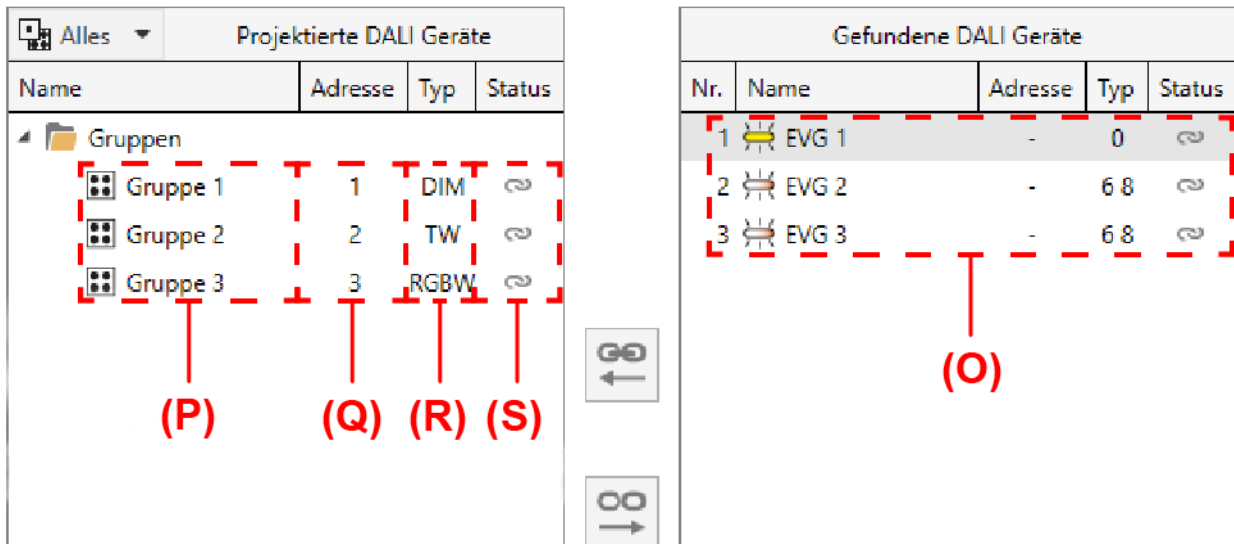 Alles Projektierte DALI Geräte
Name Adresse Typ Status
Gruppen
Gruppe 1 1 DIM
Gruppe 2 2 TW
Gruppe 3 3 RGBW
(P) (Q) (R) (S)
Gefundene DALI Geräte
Nr. Name Adresse Typ Status
1 EVG 1 - 0
2 EVG 2 - 6 8
3 EVG 3 - 6 8
(O)